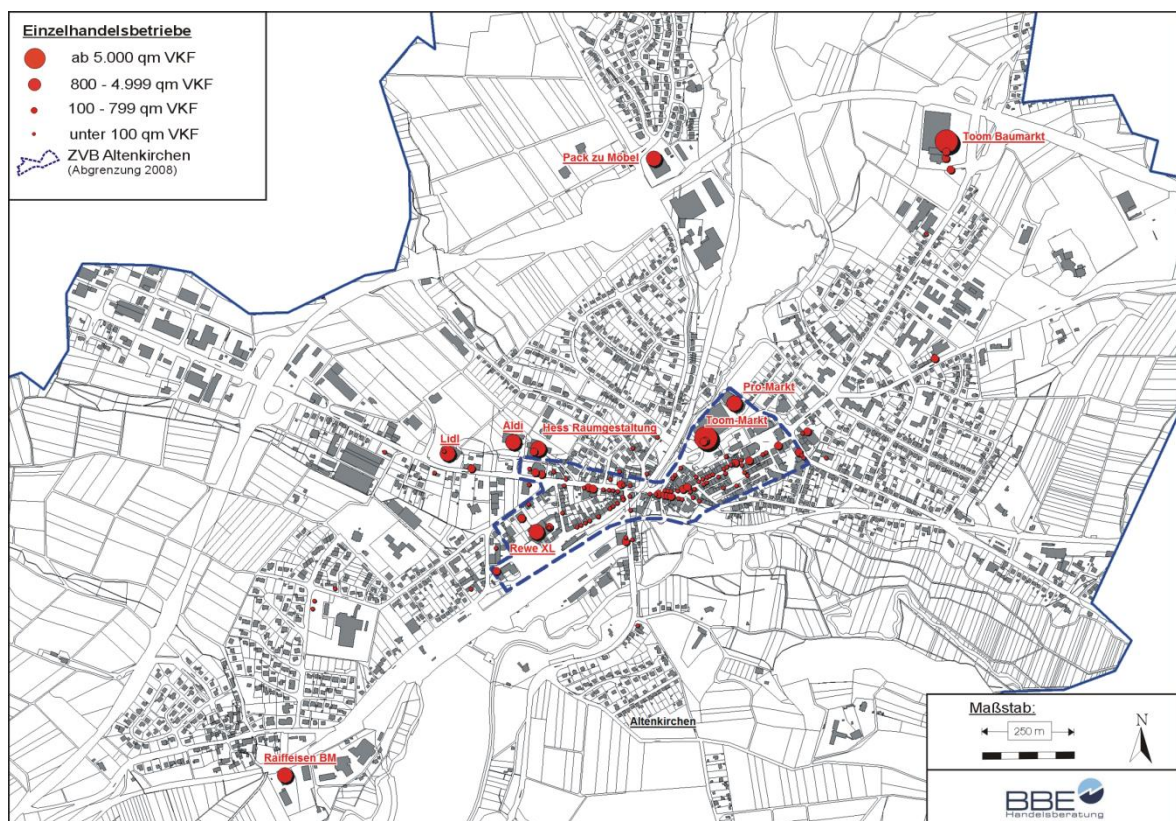 Einzelhandelsbetriebe
ab 5.000 qm VKF
800 - 4.999 qm VKF
100 - 799 qm VKF
unter 100 qm VKF
ZVB Altenkirchen
(Abgrenzung 2008)
Toom Baumarkt
Pack zu Möbel
Pro-Markt
Toom-Markt
Hess Raumgestaltung
Aldi
Lidl
Rewe XL
Altenkirchen
Raiffeisen BM
Maßstab:
250 m
N
BBE
Handelsberatung